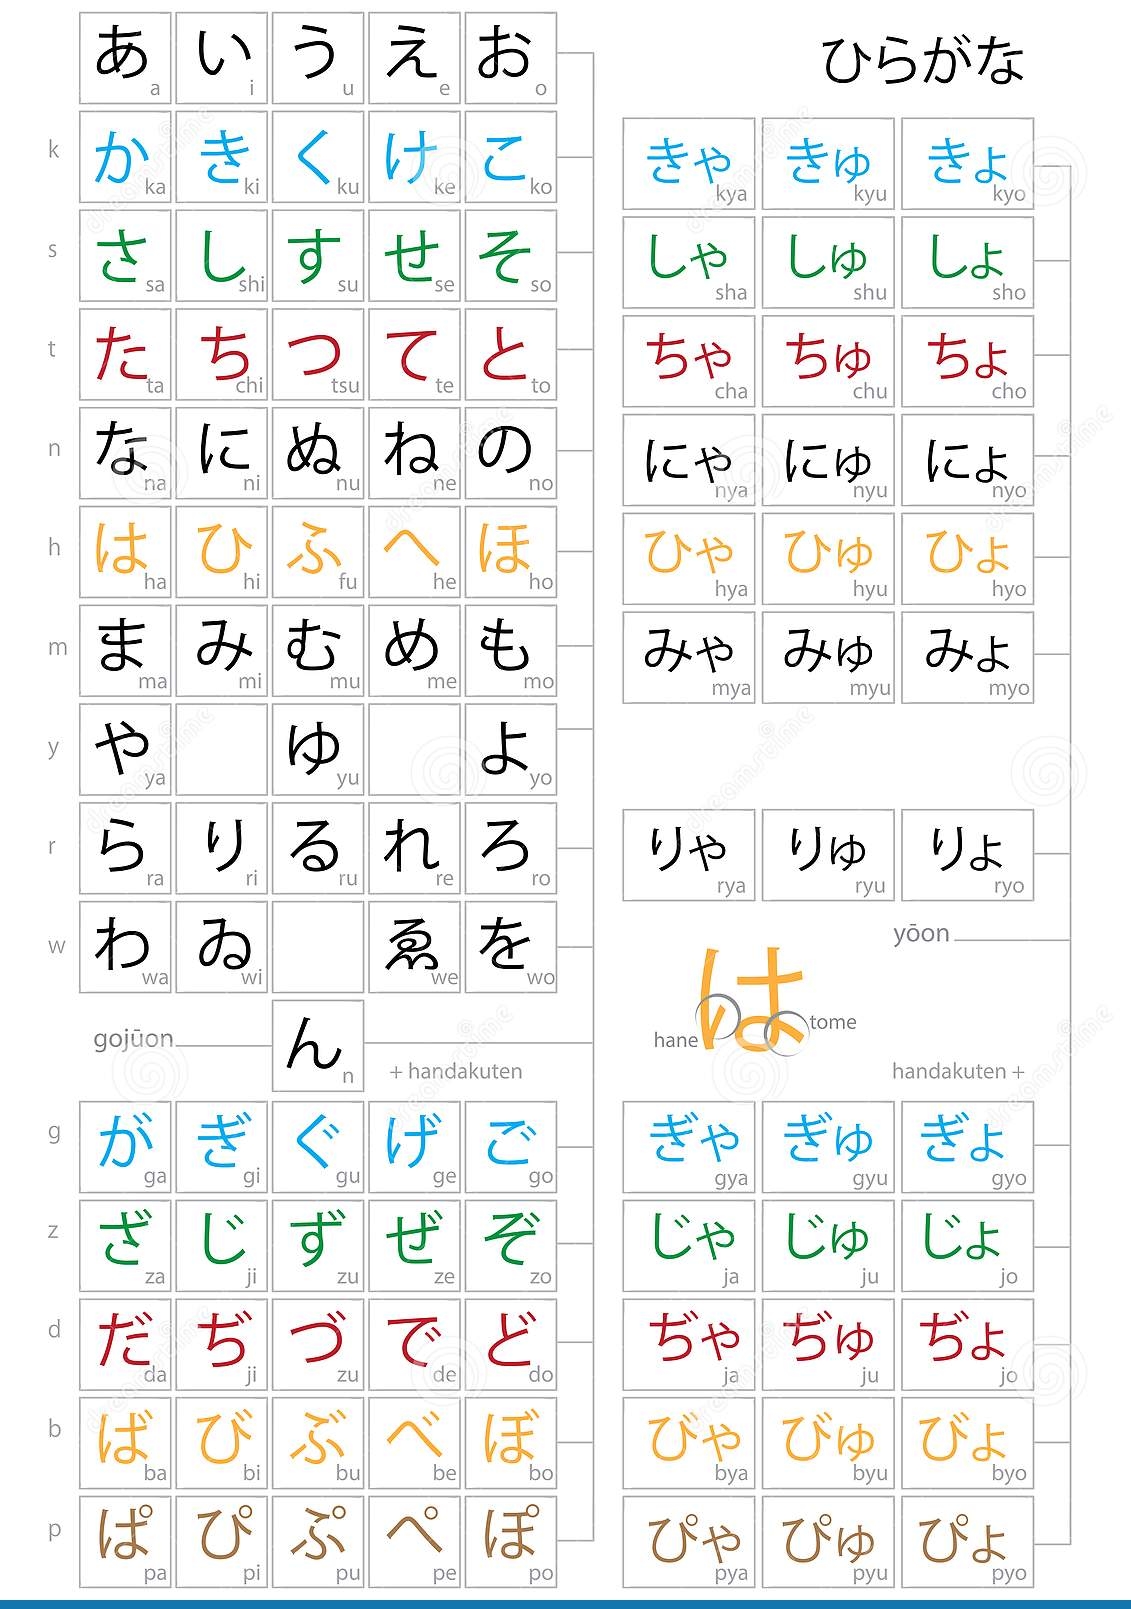 ひらがな
あ a い i う u え e お o
k か ka き ki く ku け ke こ ko
きゃ kya きゅ kyu きょ kyo
s さ sa し shi す su せ se そ so
しゃ sha しゅ shu しょ sho
t た ta ち chi つ tsu て te と to
ちゃ cha ちゅ chu ちょ cho
n な na に ni ぬ nu ね ne の no
にゃ nya にゅ nyu にょ nyo
h は ha ひ hi ふ fu へ he ほ ho
ひゃ hya ひゅ hyu ひょ hyo
m ま ma み mi む mu め me も mo
みゃ mya みゅ myu みょ myo
y や ya ゆ yu よ yo
r ら ra り ri る ru れ re ろ ro
りゃ rya りゅ ryu りょ ryo
w わ wa ゐ wi ゑ we を wo
yōon
gojūon ん n
は
hane tome
+ handakuten
handakuten +
g が ga ぎ gi ぐ gu げ ge ご go
ぎゃ gya ぎゅ gyu ぎょ gyo
z ざ za じ ji ず zu ぜ ze ぞ zo
じゃ ja じゅ ju じょ jo
d だ da ぢ ji づ zu で de ど do
ぢゃ ja ぢゅ ju ぢょ jo
b ば ba び bi ぶ bu べ be ぼ bo
びゃ bya びゅ byu びょ byo
p ぱ pa ぴ pi ぷ pu ぺ pe ぽ po
ぴゃ pya ぴゅ pyu ぴょ pyo
dreamstime